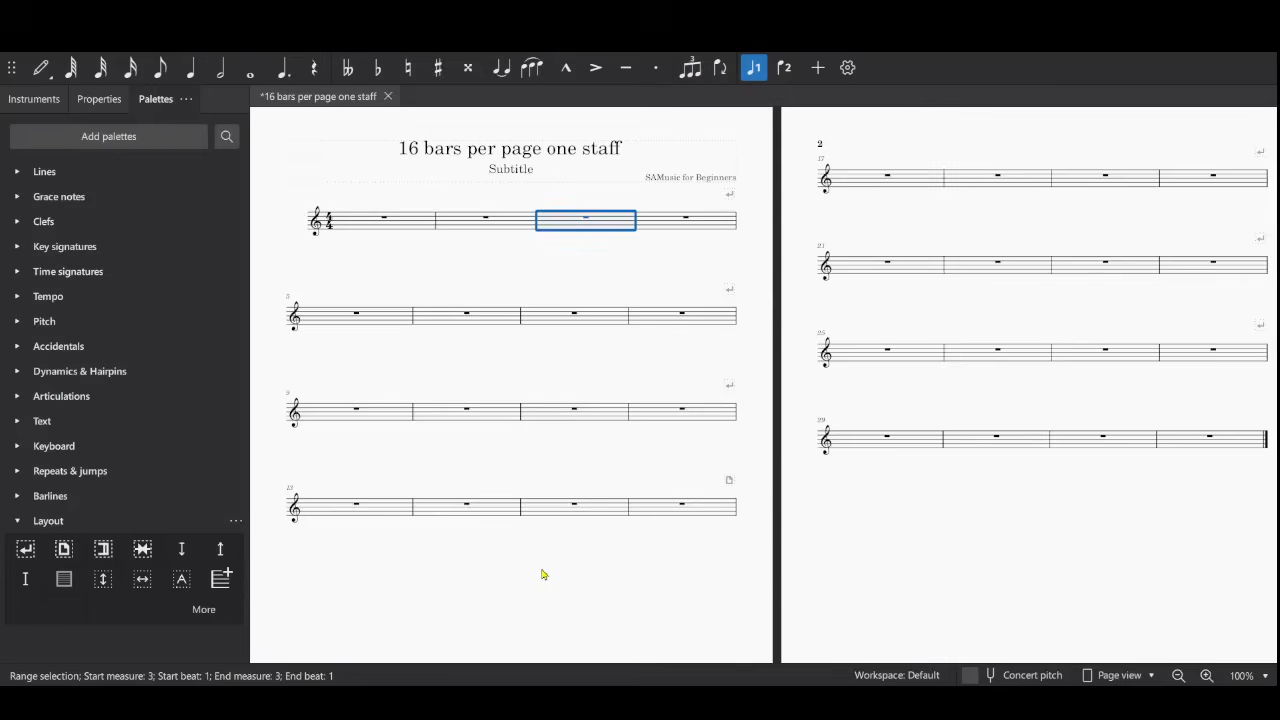 Instruments Properties Palettes ···
*16 bars per page one staff
Add palettes
Lines
Grace notes
Clefs
Key signatures
Time signatures
Tempo
Pitch
Accidentals
Dynamics & Hairpins
Articulations
Text
Keyboard
Repeats & jumps
Barlines
Layout ···
More
16 bars per page one staff
Subtitle
SAMusic for Beginners
5
9
13
2
17
21
25
29
Range selection; Start measure: 3; Start beat: 1; End measure: 3; End beat: 1
Workspace: Default Concert pitch Page view 100%